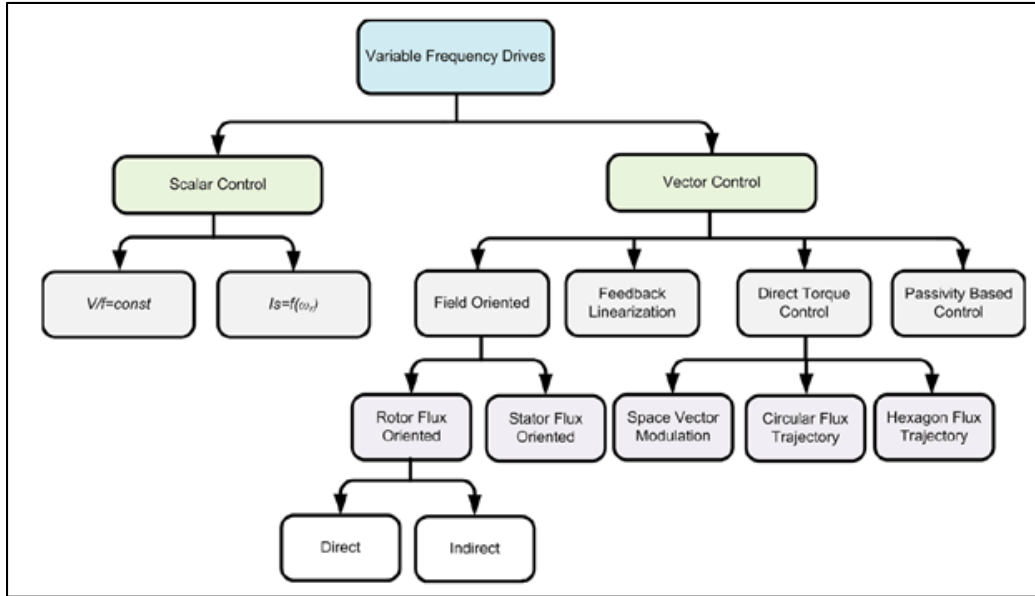 Variable Frequency Drives
Scalar Control
Vector Control
V/f=const
Is=f(ωr)
Field Oriented
Feedback
Linearization
Direct Torque
Control
Passivity Based
Control
Rotor Flux
Oriented
Stator Flux
Oriented
Space Vector
Modulation
Circular Flux
Trajectory
Hexagon Flux
Trajectory
Direct
Indirect